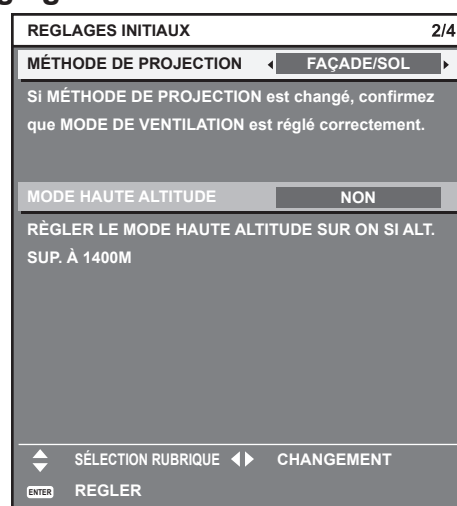 REGLAGES INITIAUX 2/4
MÉTHODE DE PROJECTION FAÇADE/SOL
Si MÉTHODE DE PROJECTION est changé, confirmez
que MODE DE VENTILATION est réglé correctement.
MODE HAUTE ALTITUDE NON
RÈGLER LE MODE HAUTE ALTITUDE SUR ON SI ALT.
SUP. À 1400M
SÉLECTION RUBRIQUE CHANGEMENT
ENTER REGLER